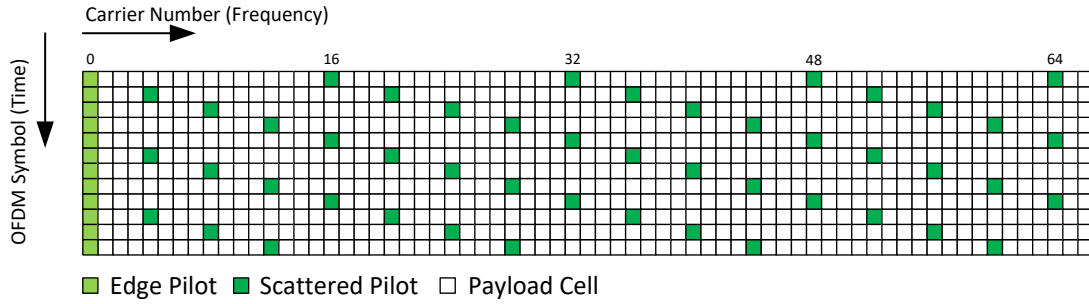 Carrier Number (Frequency)
0 16 32 48 64
OFDM Symbol (Time)
Edge Pilot Scattered Pilot Payload Cell